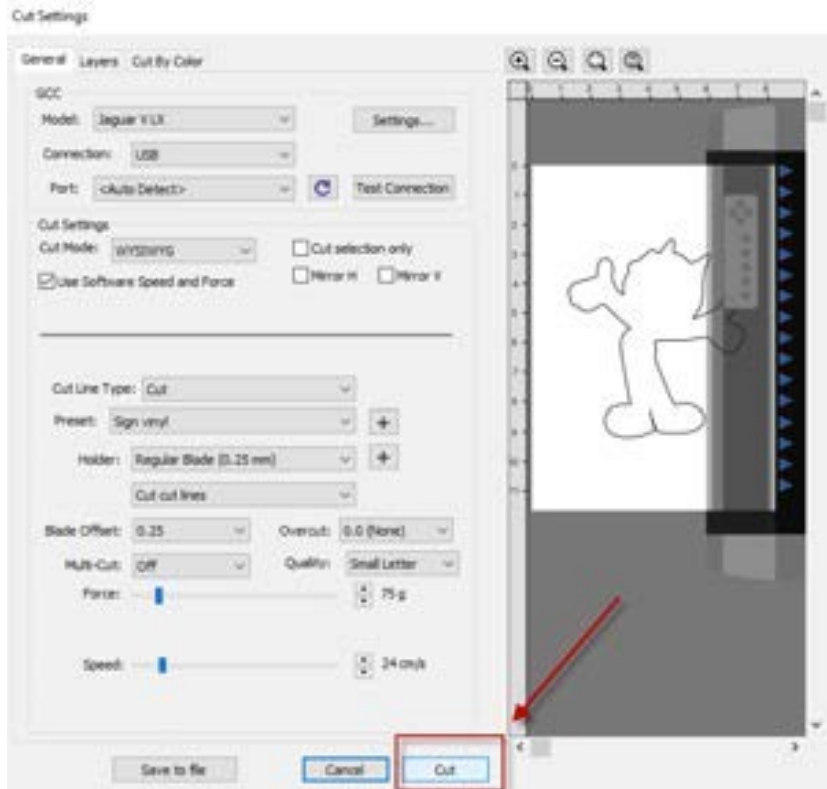 Cut Settings
General Layers Cut By Color
GCC
Model: Jaguar V LX Settings...
Connection: USB
Port: <Auto Detect> Test Connection
Cut Settings
Cut Mode: WYSIWYG Cut selection only
Use Software Speed and Force Mirror H Mirror V
Cut Line Type: Cut
Preset: Sign vinyl +
Holder: Regular Blade (0.25 mm) +
Cut cut lines
Blade Offset: 0.25 Overcut: 0.0 (None)
Multi-Cut: Off Quality: Small Letter
Force: 75 g
Speed: 24 cm/s
Save to file Cancel Cut